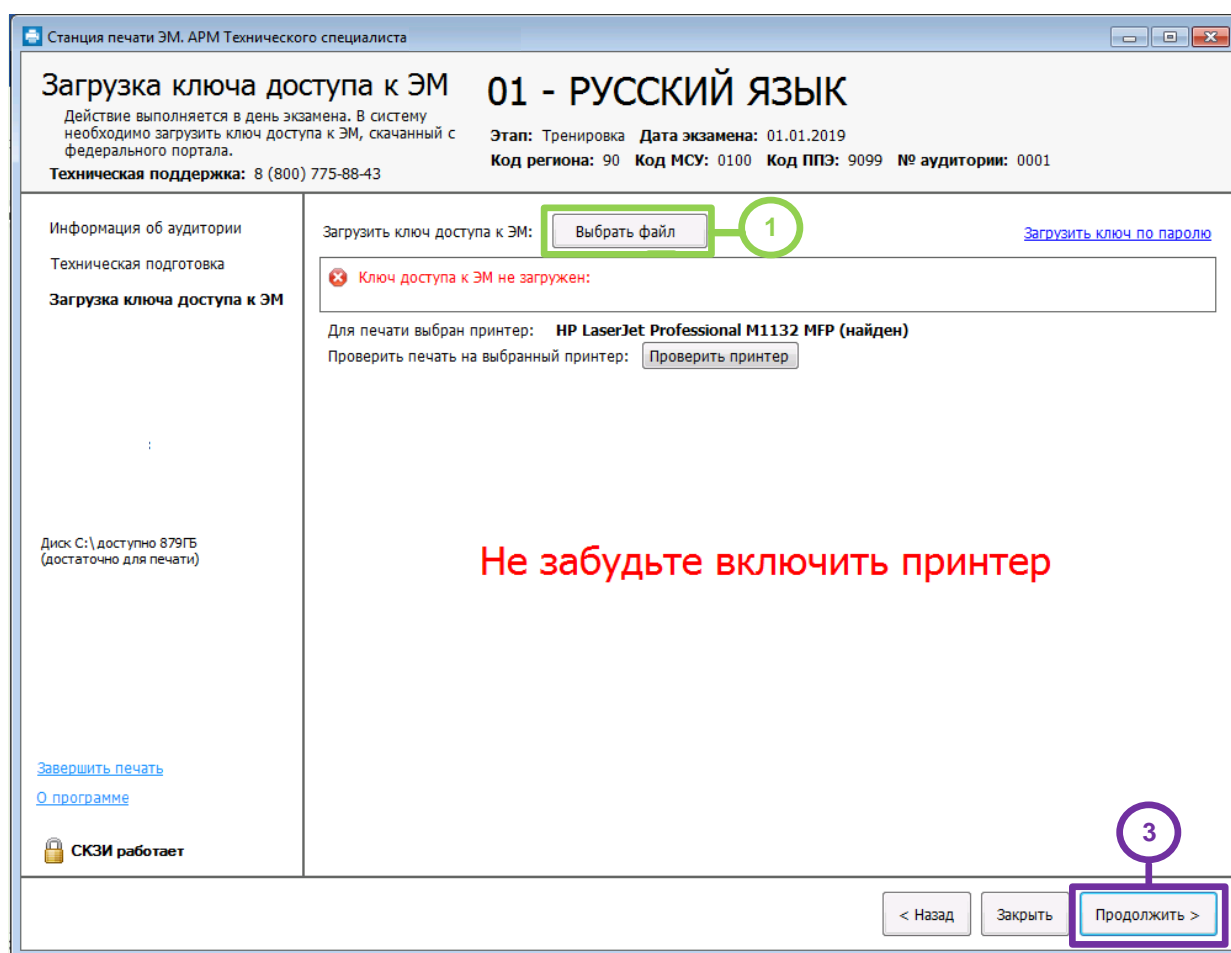 Станция печати ЭМ. АРМ Технического специалиста
Загрузка ключа доступа к ЭМ
Действие выполняется в день экзамена. В систему
необходимо загрузить ключ доступа к ЭМ, скачанный с
федерального портала.
Техническая поддержка: 8 (800) 775-88-43
01 - РУССКИЙ ЯЗЫК
Этап: Тренировка Дата экзамена: 01.01.2019
Код региона: 90 Код МСУ: 0100 Код ППЭ: 9099 № аудитории: 0001
Информация об аудитории
Техническая подготовка
Загрузка ключа доступа к ЭМ
Диск C:\ доступно 879ГБ
(достаточно для печати)
Завершить печать
О программе
СКЗИ работает
Загрузить ключ доступа к ЭМ: Выбрать файл 1 Загрузить ключ по паролю
Ключ доступа к ЭМ не загружен:
Для печати выбран принтер: HP LaserJet Professional M1132 MFP (найден)
Проверить печать на выбранный принтер: Проверить принтер
Не забудьте включить принтер
3
< Назад Закрыть Продолжить >